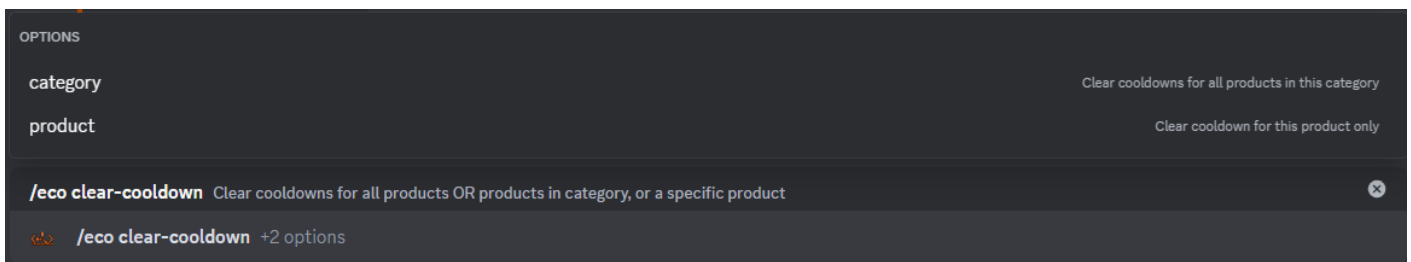 OPTIONS
category Clear cooldowns for all products in this category
product Clear cooldown for this product only
/eco clear-cooldown Clear cooldowns for all products OR products in category, or a specific product
/eco clear-cooldown +2 options